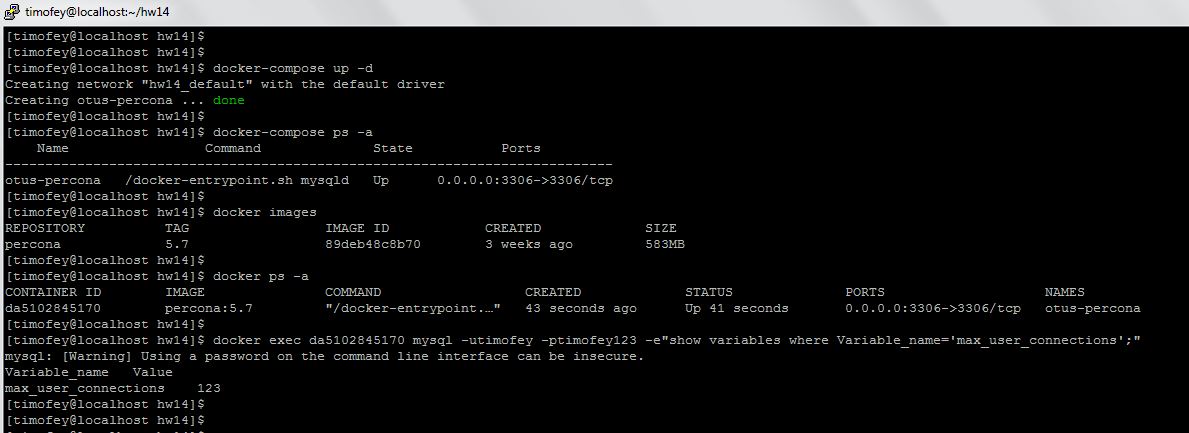 timofey@localhost:~/hw14
[timofey@localhost hw14]$
[timofey@localhost hw14]$
[timofey@localhost hw14]$ docker-compose up -d
Creating network "hw14_default" with the default driver
Creating otus-percona ... done
[timofey@localhost hw14]$
[timofey@localhost hw14]$ docker-compose ps -a
Name Command State Ports
----------------------------------------------------------------------------
otus-percona /docker-entrypoint.sh mysqld Up 0.0.0.0:3306->3306/tcp
[timofey@localhost hw14]$
[timofey@localhost hw14]$ docker images
REPOSITORY TAG IMAGE ID CREATED SIZE
percona 5.7 89deb48c8b70 3 weeks ago 583MB
[timofey@localhost hw14]$
[timofey@localhost hw14]$ docker ps -a
CONTAINER ID IMAGE COMMAND CREATED STATUS PORTS NAMES
da5102845170 percona:5.7 "/docker-entrypoint.…" 43 seconds ago Up 41 seconds 0.0.0.0:3306->3306/tcp otus-percona
[timofey@localhost hw14]$
[timofey@localhost hw14]$ docker exec da5102845170 mysql -utimofey -ptimofey123 -e"show variables where Variable_name='max_user_connections';"
mysql: [Warning] Using a password on the command line interface can be insecure.
Variable_name Value
max_user_connections 123
[timofey@localhost hw14]$
[timofey@localhost hw14]$